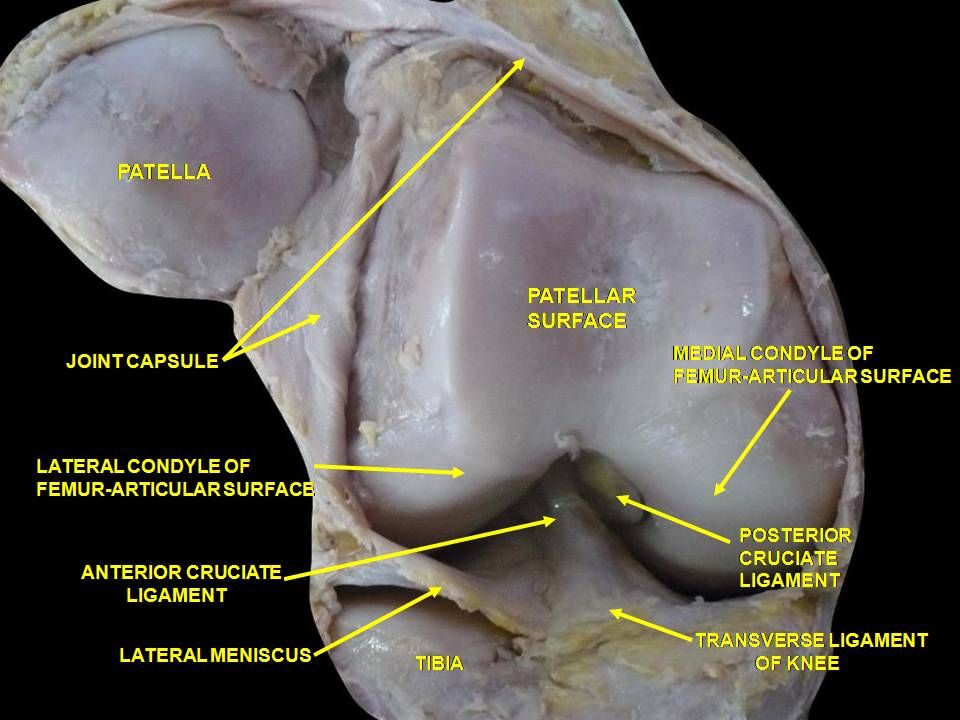 PATELLA
PATELLAR
SURFACE
JOINT CAPSULE
MEDIAL CONDYLE OF
FEMUR-ARTICULAR SURFACE
LATERAL CONDYLE OF
FEMUR-ARTICULAR SURFACE
POSTERIOR
CRUCIATE
LIGAMENT
ANTERIOR CRUCIATE
LIGAMENT
TRANSVERSE LIGAMENT
OF KNEE
LATERAL MENISCUS
TIBIA